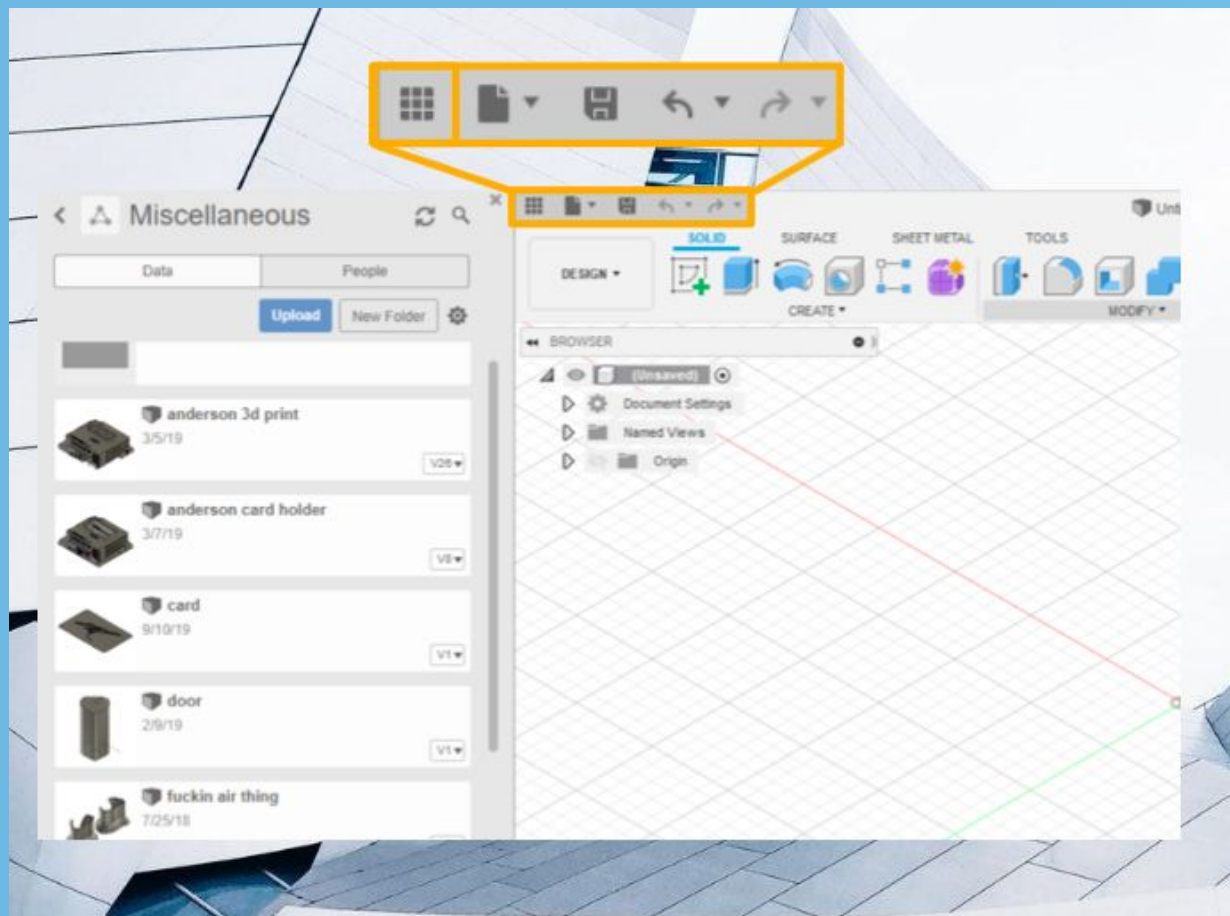 Miscellaneous
Data People
Upload New Folder
anderson 3d print
3/5/19
V26
anderson card holder
3/7/19
V8
card
9/10/19
V1
door
2/9/19
V1
fuckin air thing
7/25/18
Unt
SOLID SURFACE SHEET METAL TOOLS
DESIGN
CREATE MODIFY
BROWSER
(Unsaved)
Document Settings
Named Views
Origin